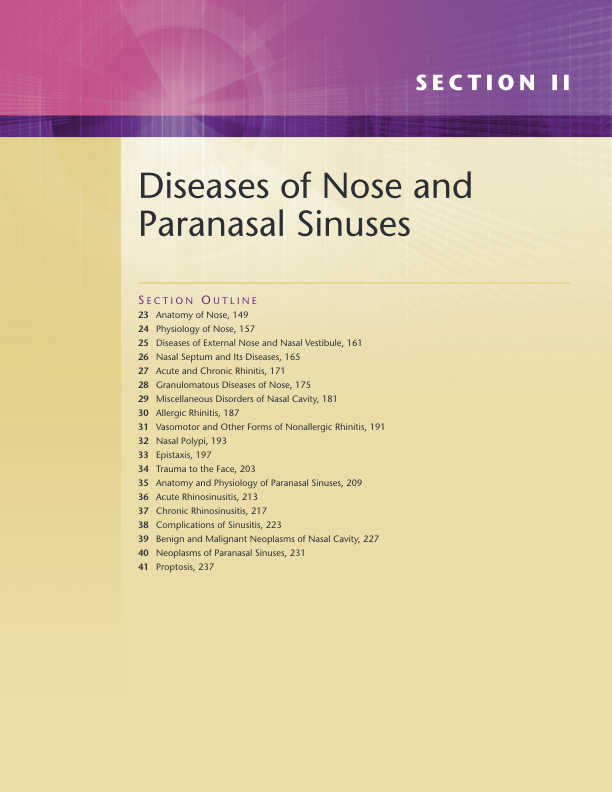 SECTION II
Diseases of Nose and
Paranasal Sinuses
SECTION OUTLINE
23 Anatomy of Nose, 149
24 Physiology of Nose, 157
25 Diseases of External Nose and Nasal Vestibule, 161
26 Nasal Septum and Its Diseases, 165
27 Acute and Chronic Rhinitis, 171
28 Granulomatous Diseases of Nose, 175
29 Miscellaneous Disorders of Nasal Cavity, 181
30 Allergic Rhinitis, 187
31 Vasomotor and Other Forms of Nonallergic Rhinitis, 191
32 Nasal Polypi, 193
33 Epistaxis, 197
34 Trauma to the Face, 203
35 Anatomy and Physiology of Paranasal Sinuses, 209
36 Acute Rhinosinusitis, 213
37 Chronic Rhinosinusitis, 217
38 Complications of Sinusitis, 223
39 Benign and Malignant Neoplasms of Nasal Cavity, 227
40 Neoplasms of Paranasal Sinuses, 231
41 Proptosis, 237